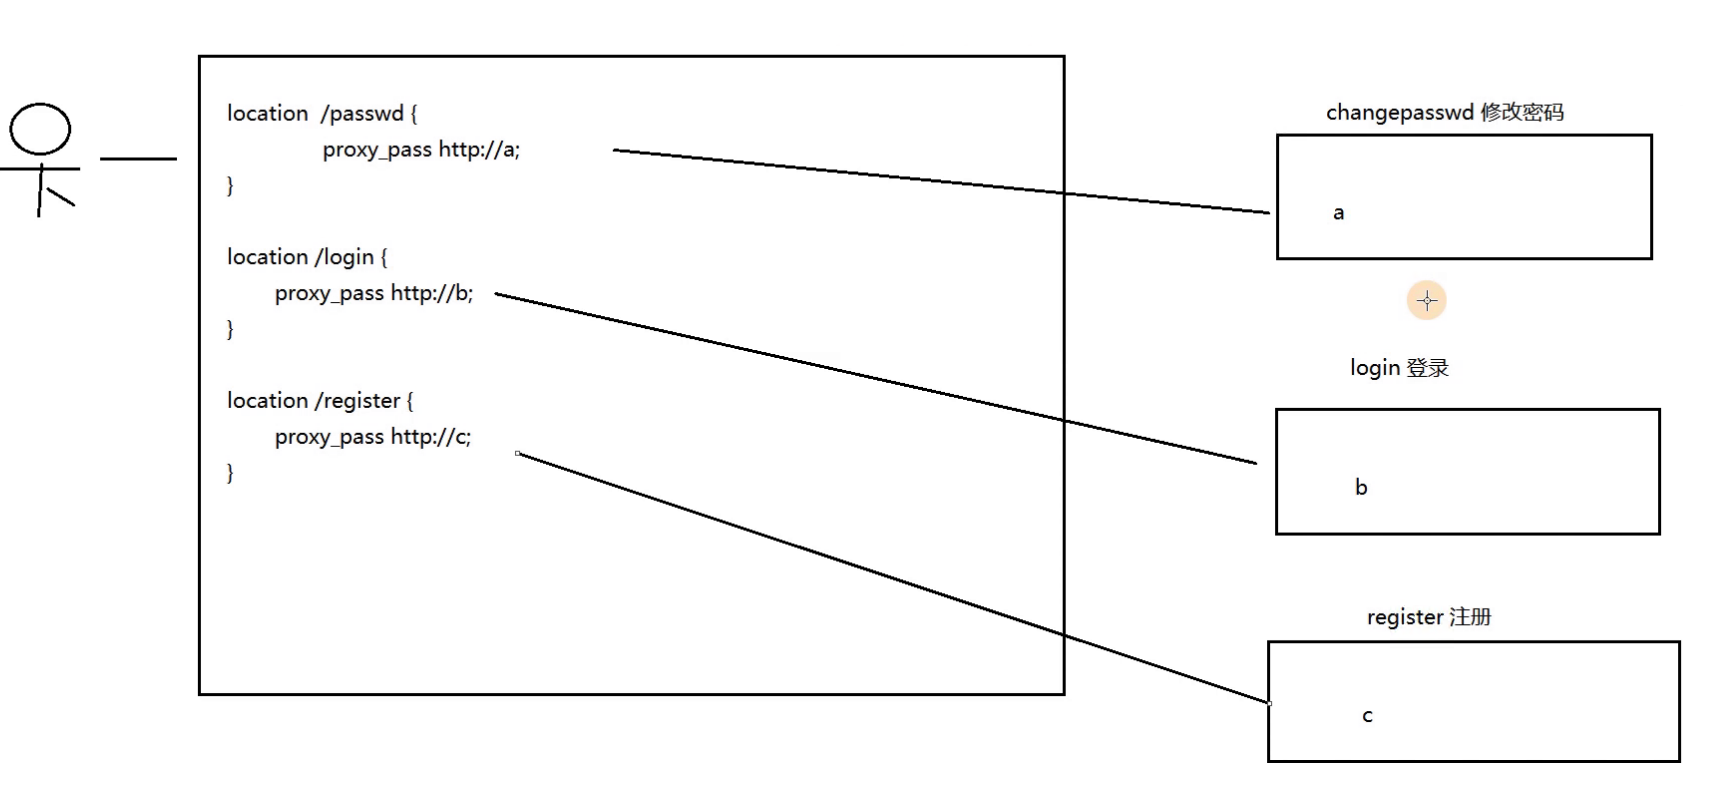 location  /passwd {
proxy_pass http://a;
}
location /login {
proxy_pass http://b;
}
location /register {
proxy_pass http://c;
}
changepasswd 修改密码
a
login 登录
b
register 注册
c